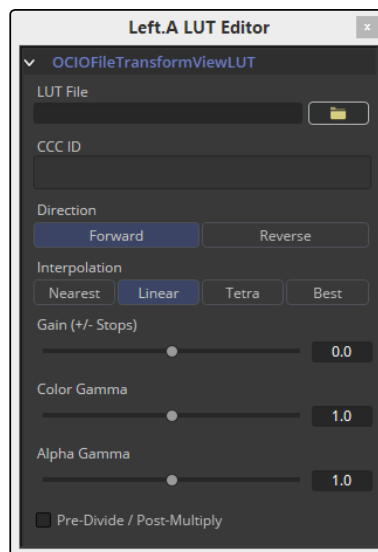 Left.A LUT Editor
x
OCIOFileTransformViewLUT
LUT File
CCC ID
Direction
Forward Reverse
Interpolation
Nearest Linear Tetra Best
Gain (+/- Stops)
0.0
Color Gamma
1.0
Alpha Gamma
1.0
Pre-Divide / Post-Multiply